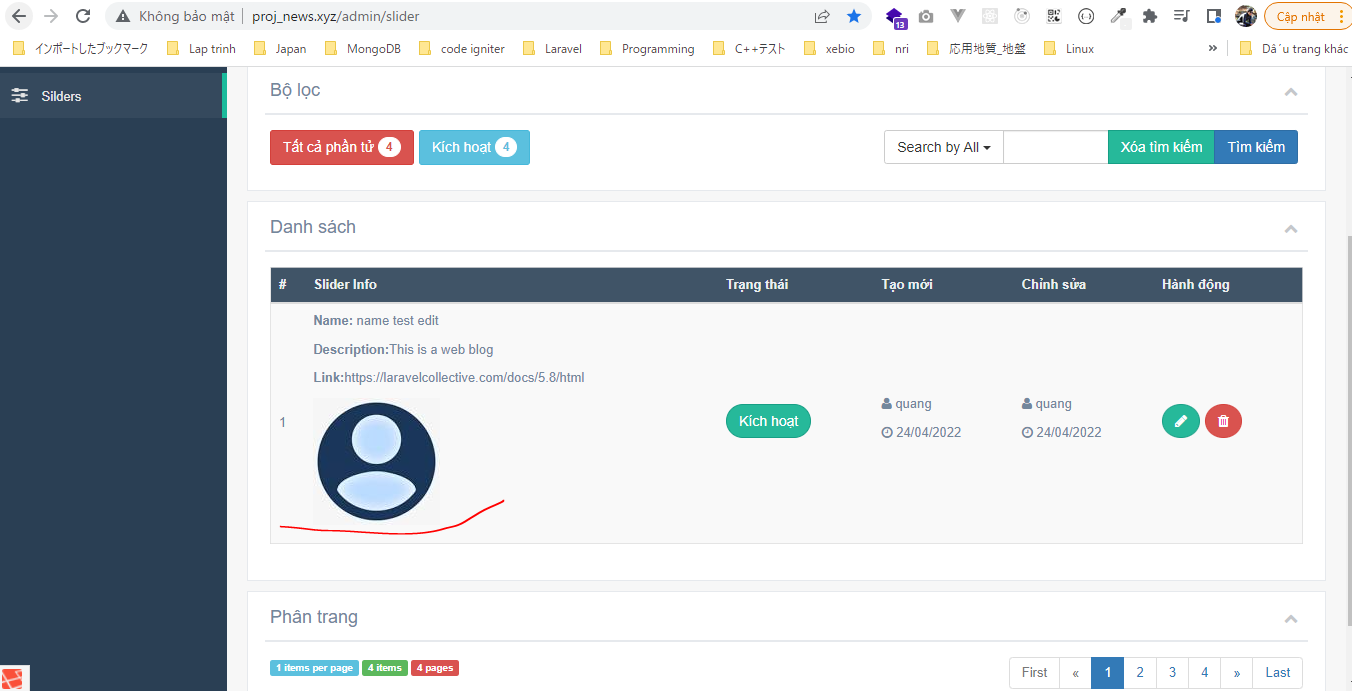 Không bảo mật
proj_news.xyz/admin/slider
13
Cập nhật
インポートしたブックマーク
Lap trinh
Japan
MongoDB
code igniter
Laravel
Programming
C++テスト
xebio
nri
応用地質_地盤
Linux
»
Dấu trang khác
Silders
Bộ lọc
Tất cả phần tử 4
Kích hoạt 4
Search by All
Xóa tìm kiếm
Tìm kiếm
Danh sách
# Slider Info Trạng thái Tạo mới Chỉnh sửa Hành động
Name: name test edit
Description:This is a web blog
Link:https://laravelcollective.com/docs/5.8/html
1
Kích hoạt
quang
24/04/2022
quang
24/04/2022
Phân trang
1 items per page 4 items 4 pages
First « 1 2 3 4 » Last